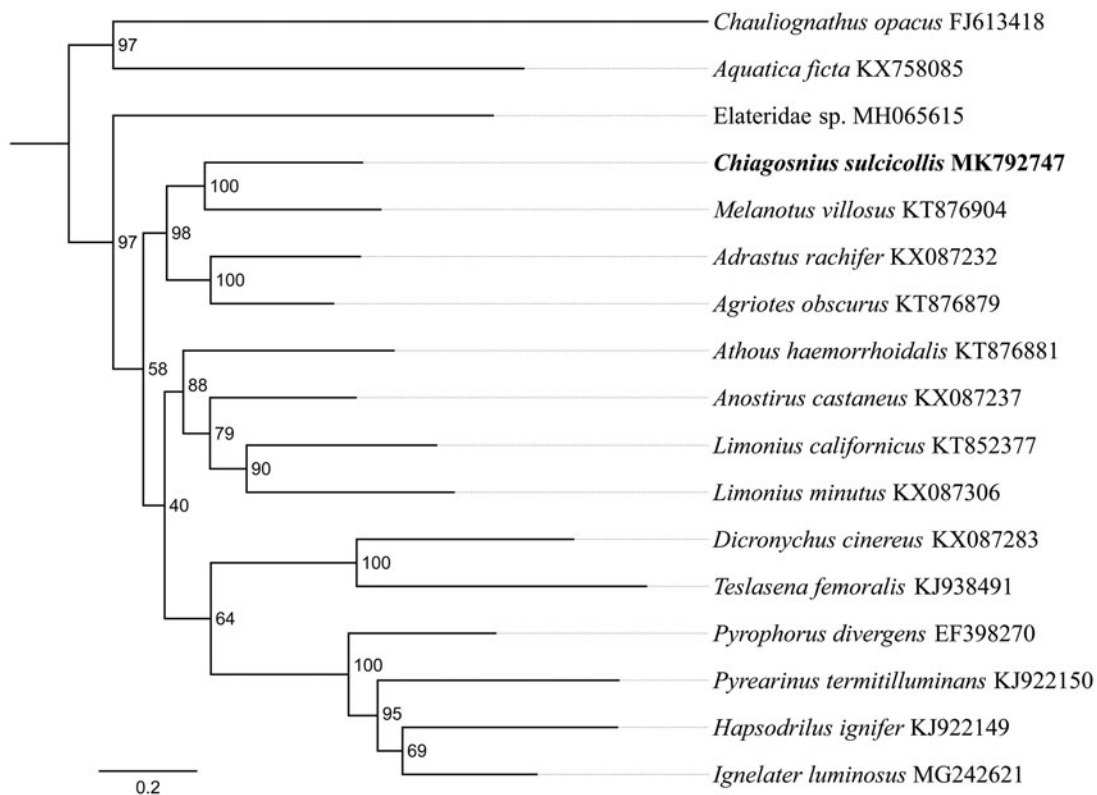 Chauliognathus opacus FJ613418
97
Aquatica ficta KX758085
Elateridae sp. MH065615
Chiagosnius sulcicollis MK792747
100
Melanotus villosus KT876904
98
97
Adrastus rachifer KX087232
100
Agriotes obscurus KT876879
Athous haemorrhoidalis KT876881
58
88
Anostirus castaneus KX087237
79
Limonius californicus KT852377
90
Limonius minutus KX087306
40
Dicronychus cinereus KX087283
100
Teslasena femoralis KJ938491
64
Pyrophorus divergens EF398270
100
Pyrearinus termitilluminans KJ922150
95
Hapsodrilus ignifer KJ922149
69
Ignelater luminosus MG242621
0.2